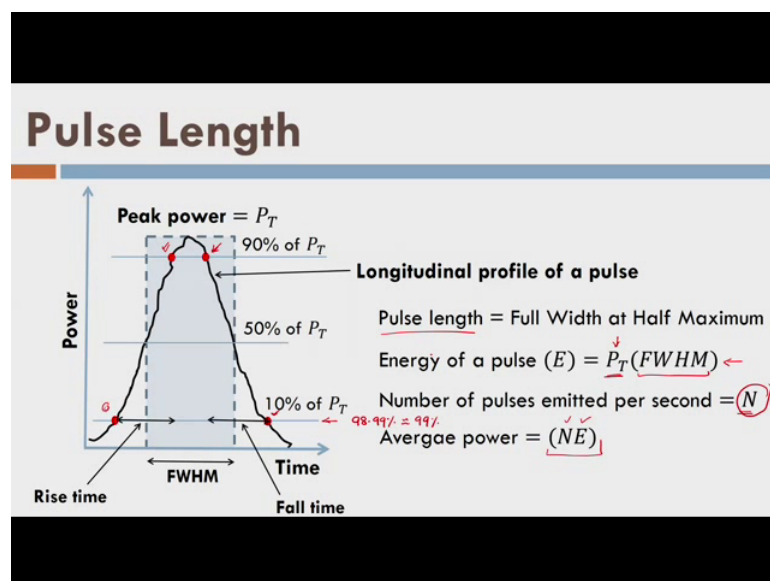 Pulse Length
Peak power = P_T
90% of P_T
Longitudinal profile of a pulse
Power
50% of P_T
10% of P_T
98.99% = 99%
Time
FWHM
Rise time
Fall time
Pulse length = Full Width at Half Maximum
Energy of a pulse (E) = P_T(FWHM)
Number of pulses emitted per second = N
Avergae power = (NE)